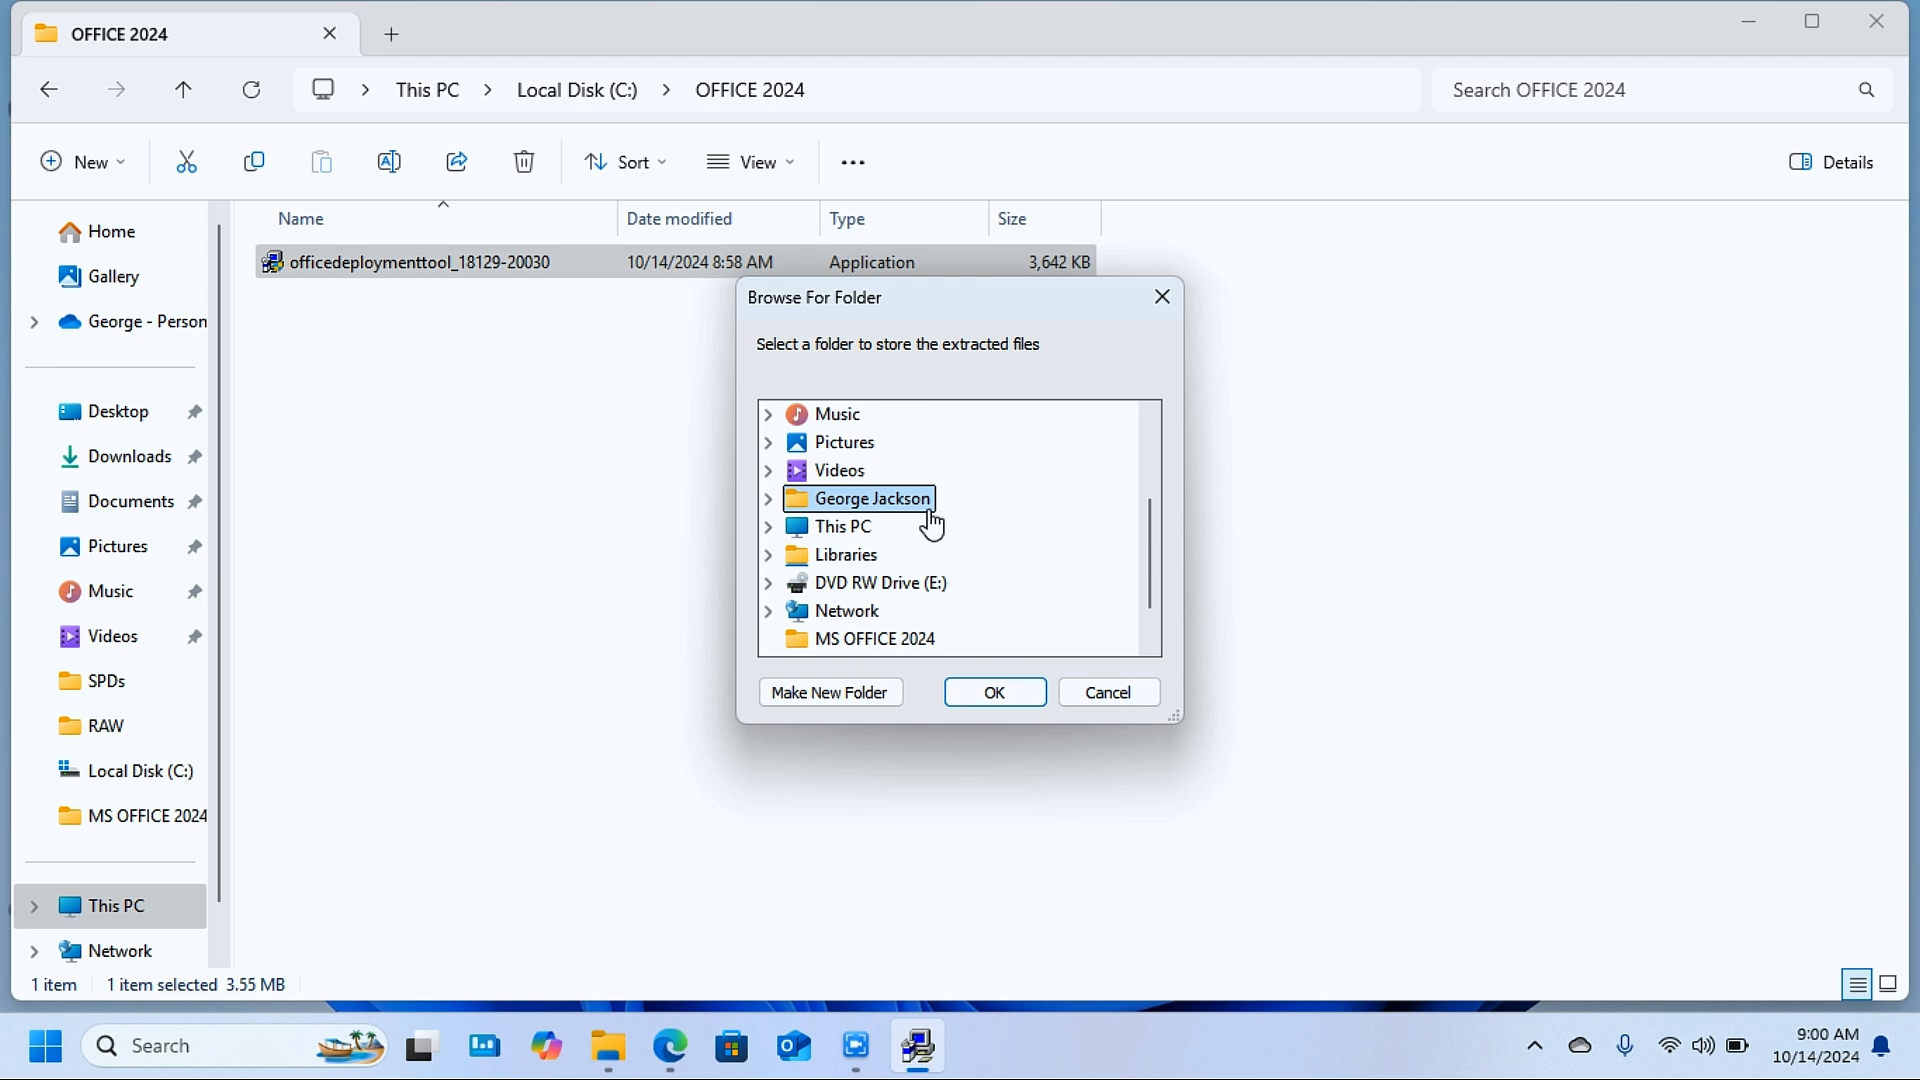 OFFICE 2024
This PC
Local Disk (C:)
OFFICE 2024
Search OFFICE 2024
New
Sort
View
Details
Name
Date modified
Type
Size
officedeploymenttool_18129-20030
10/14/2024 8:58 AM
Application
3,642 KB
Home
Gallery
George - Person
Desktop
Downloads
Documents
Pictures
Music
Videos
SPDs
RAW
Local Disk (C:)
MS OFFICE 2024
This PC
Network
Browse For Folder
Select a folder to store the extracted files
Music
Pictures
Videos
George Jackson
This PC
Libraries
DVD RW Drive (E:)
Network
MS OFFICE 2024
Make New Folder
OK
Cancel
1 item
1 item selected 3.55 MB
Search
9:00 AM
10/14/2024